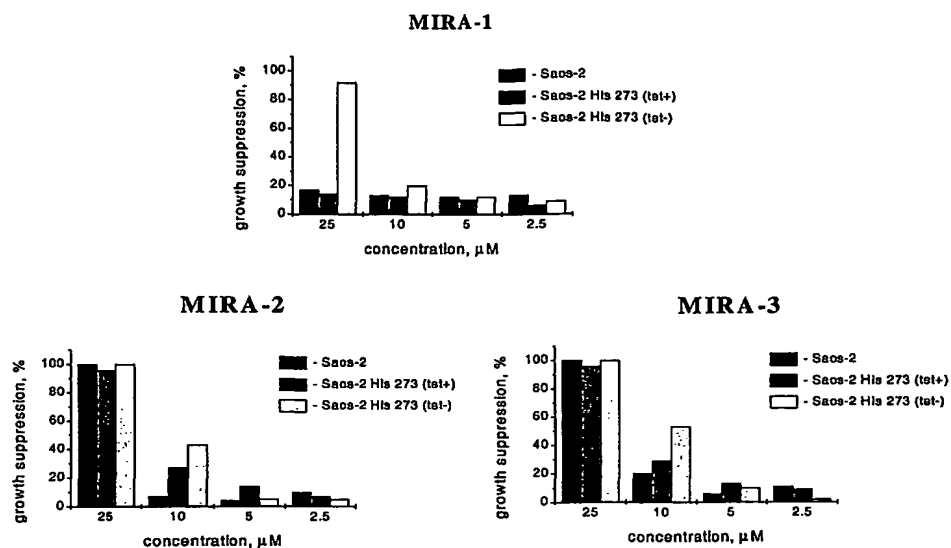 MIRA-1
growth suppression, %
100
80
60
40
20
0
25 10 5 2.5
concentration, µM
- Saos-2
- Saos-2 His 273 (tet+)
- Saos-2 His 273 (tet-)
MIRA-2
growth suppression, %
100
80
60
40
20
0
25 10 5 2.5
concentration, µM
- Saos-2
- Saos-2 His 273 (tet+)
- Saos-2 His 273 (tet-)
MIRA-3
growth suppression, %
100
80
60
40
20
0
25 10 5 2.5
concentration, µM
- Saos-2
- Saos-2 His 273 (tet+)
- Saos-2 His 273 (tet-)